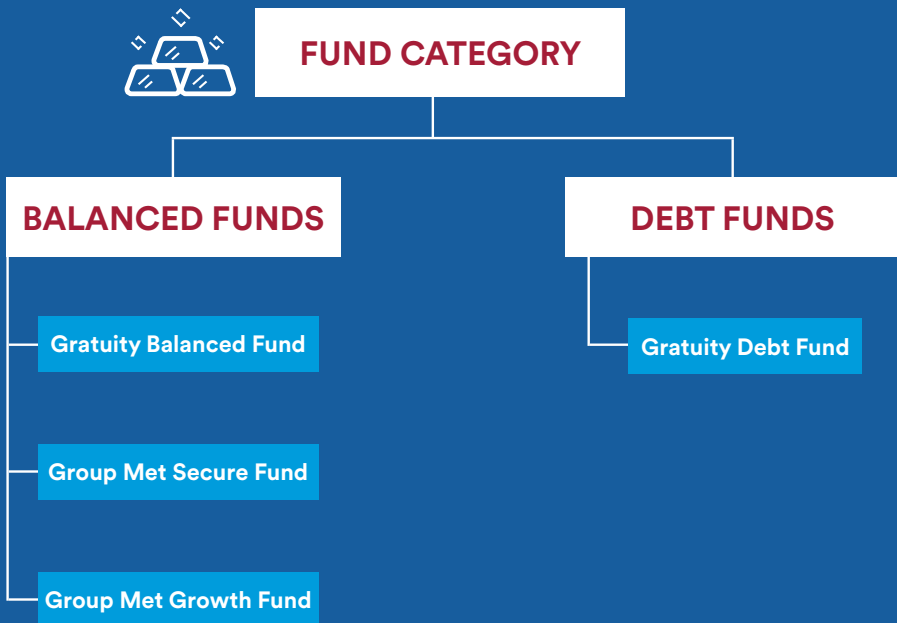 FUND CATEGORY
BALANCED FUNDS
DEBT FUNDS
Gratuity Balanced Fund
Gratuity Debt Fund
Group Met Secure Fund
Group Met Growth Fund